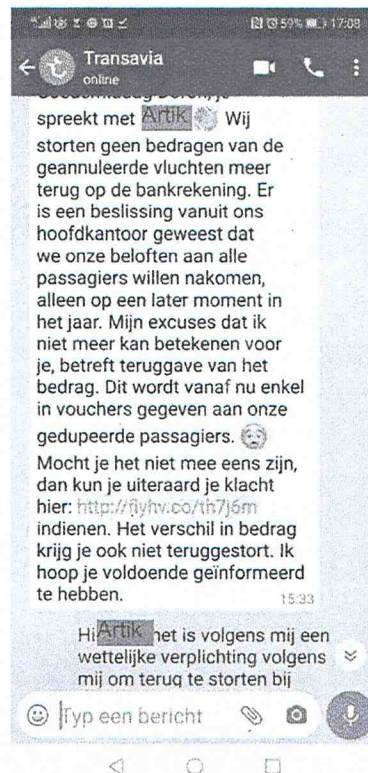 59% 17:08
Transavia
online
spreekt met Artik Wij
storten geen bedragen van de
geannuleerde vluchten meer
terug op de bankrekening. Er
is een beslissing vanuit ons
hoofdkantoor geweest dat
we onze beloften aan alle
passagiers willen nakomen,
alleen op een later moment in
het jaar. Mijn excuses dat ik
niet meer kan betekenen voor
je, betreft teruggave van het
bedrag. Dit wordt vanaf nu enkel
in vouchers gegeven aan onze
gedupeerde passagiers.
Mocht je het niet mee eens zijn,
dan kun je uiteraard je klacht
hier: http://flyhv.co/th7j6m
indienen. Het verschil in bedrag
krijg je ook niet teruggestort. Ik
hoop je voldoende geïnformeerd
te hebben.
15:33
Hi Artik het is volgens mij een
wettelijke verplichting volgens
mij om terug te storten bij
Typ een bericht